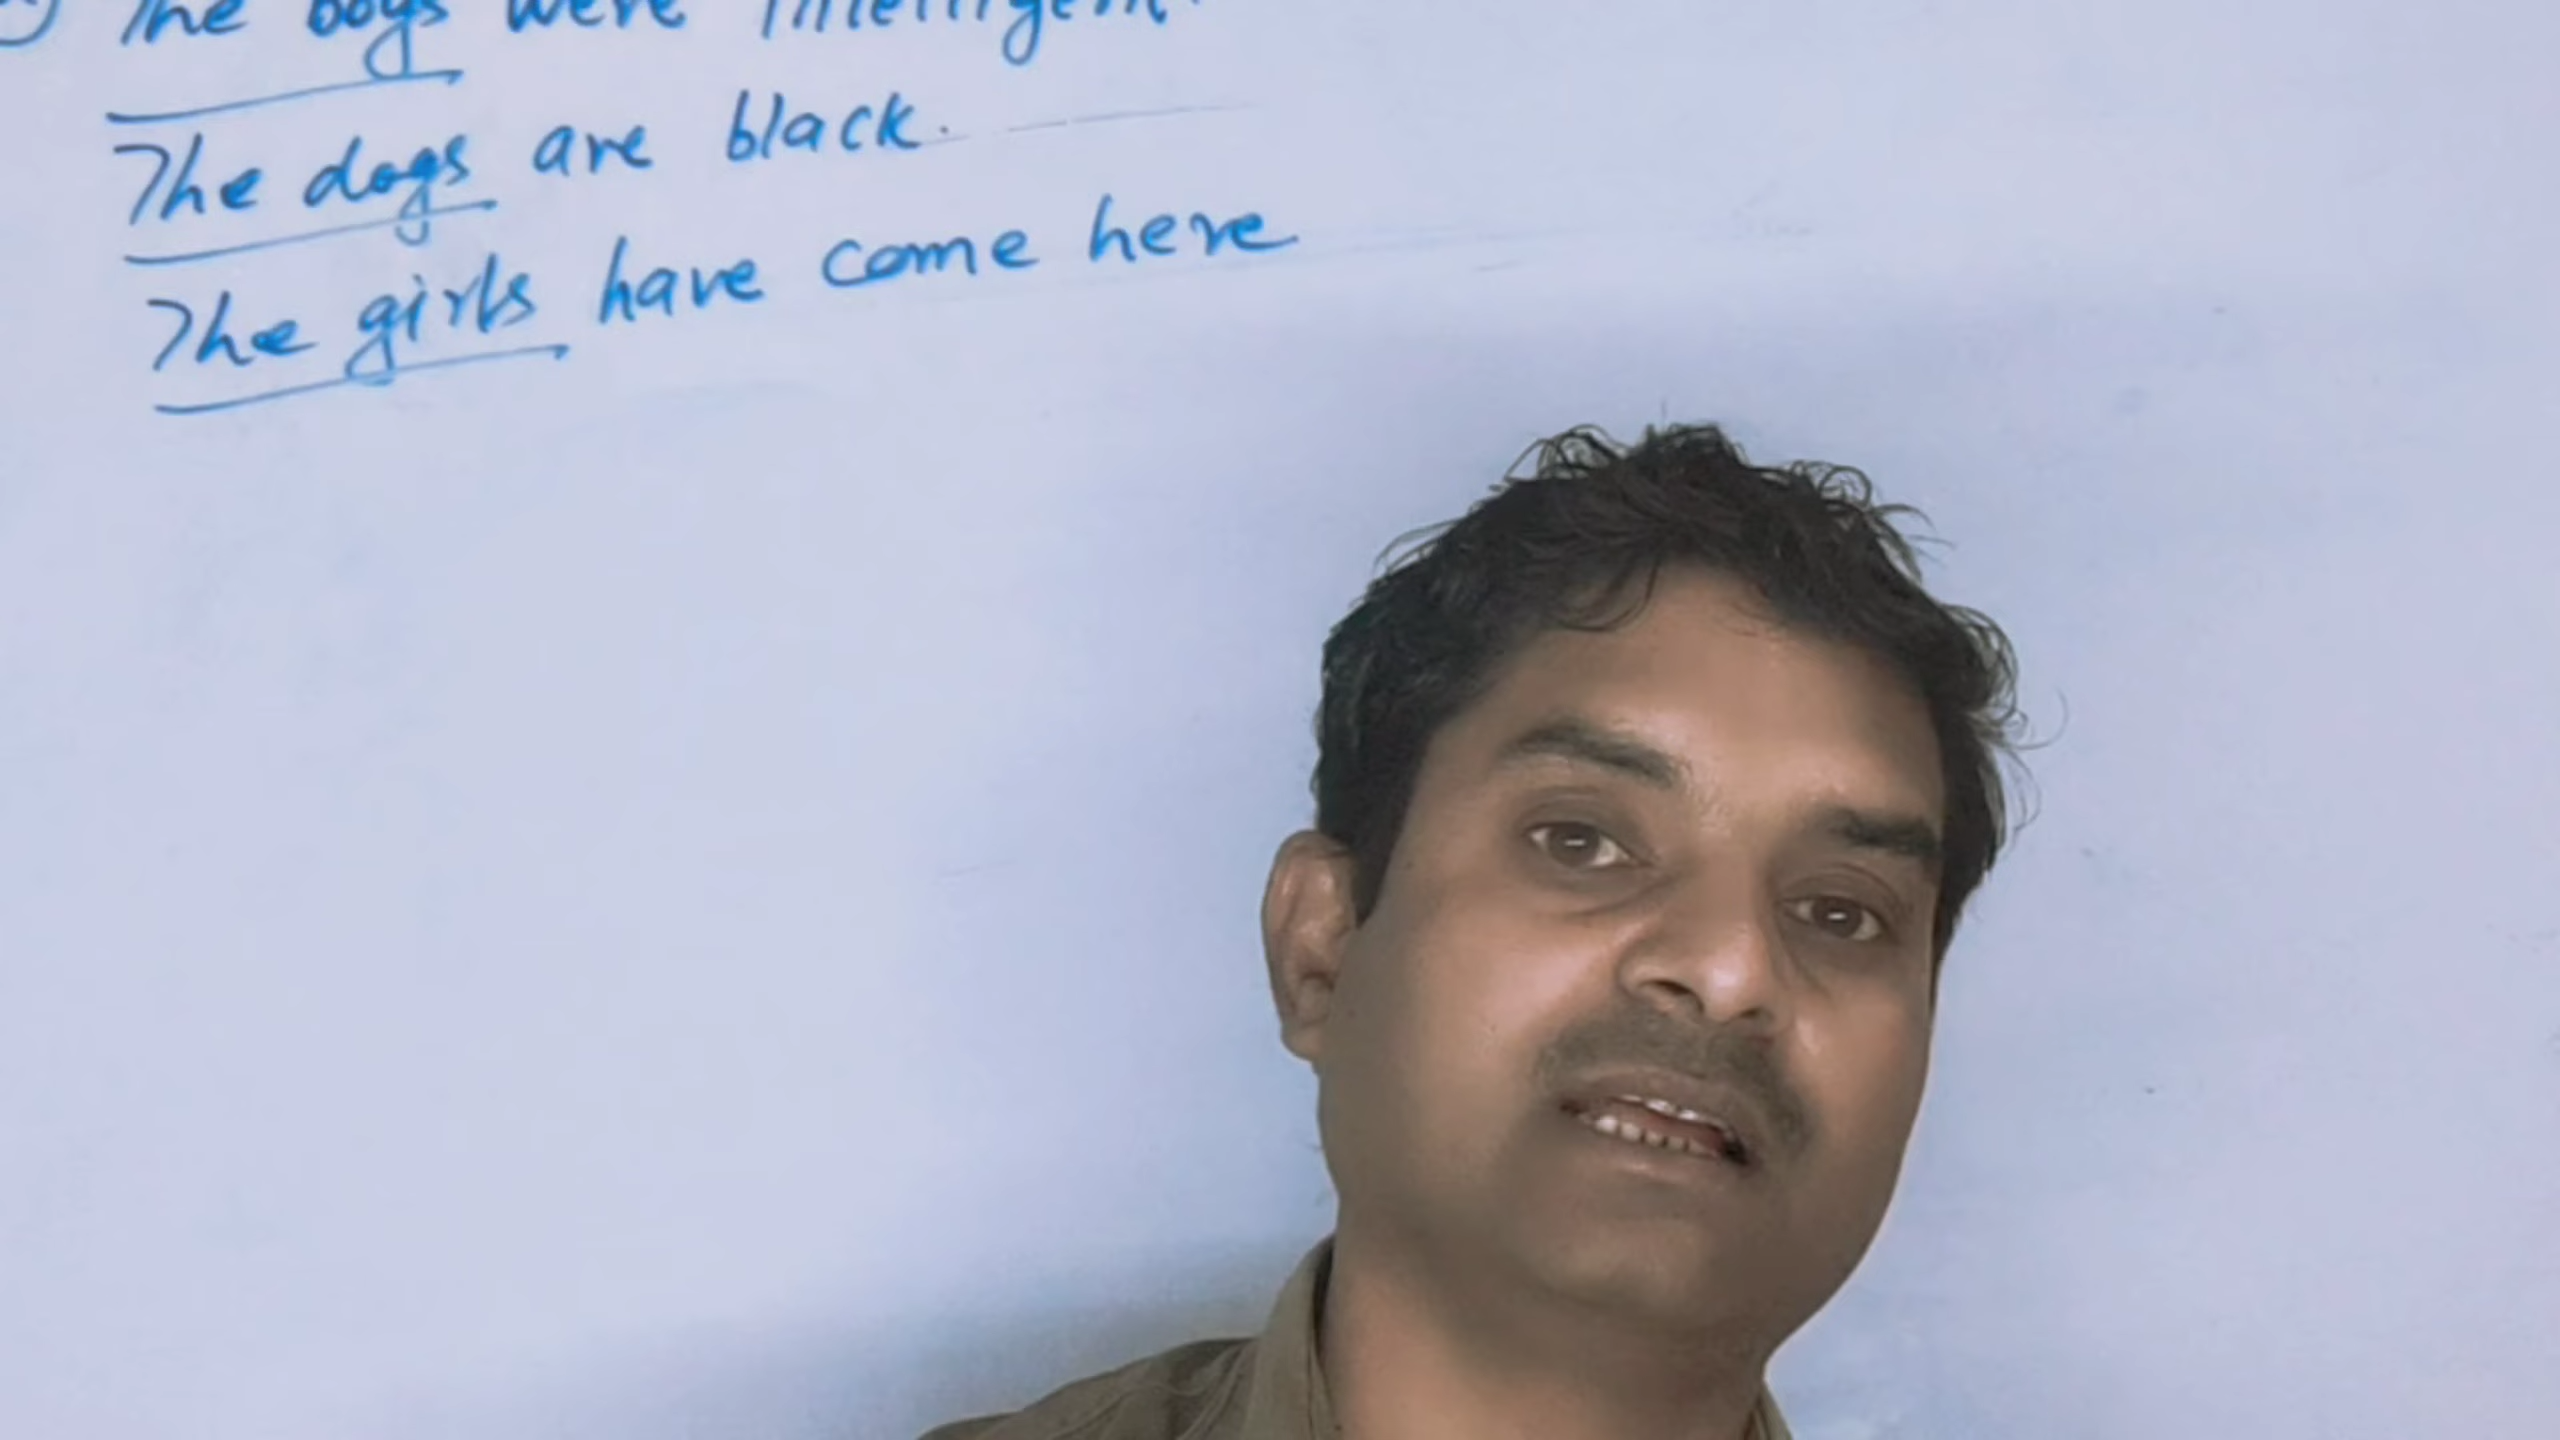 The boys were intelligent.
The dogs are black.
The girls have come here